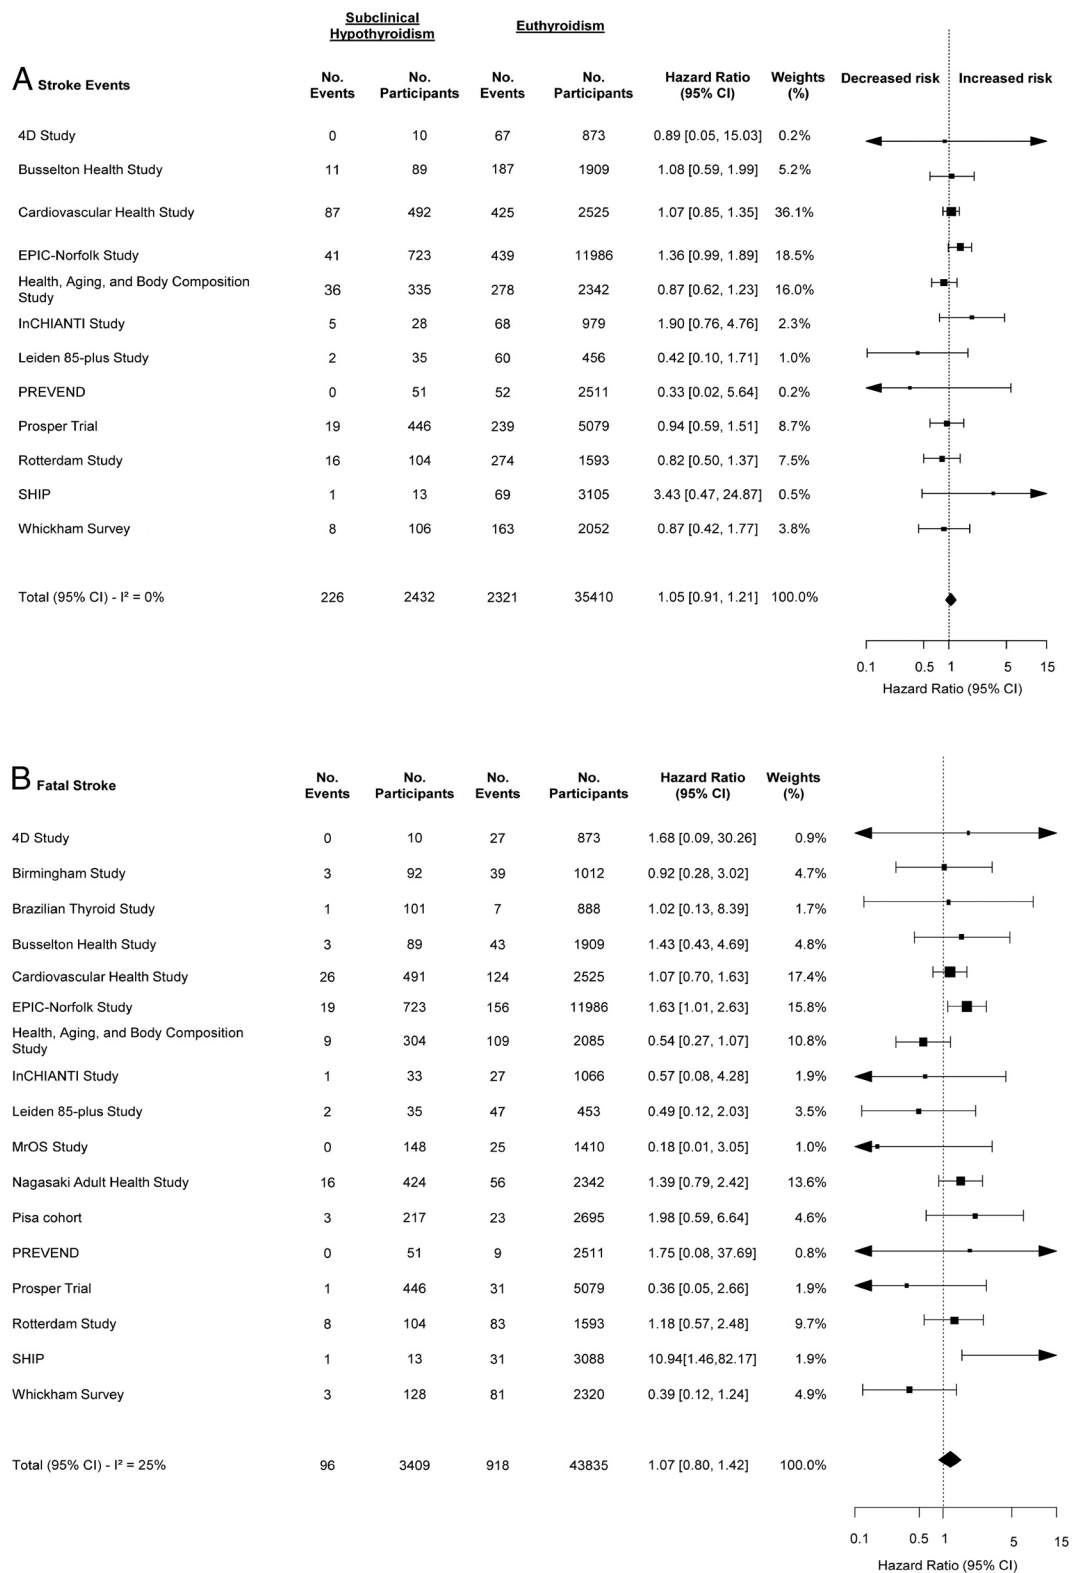 Subclinical Hypothyroidism Euthyroidism
A Stroke Events No. Events No. Participants No. Events No. Participants Hazard Ratio (95% CI) Weights (%) Decreased risk Increased risk
4D Study 0 10 67 873 0.89 [0.05, 15.03] 0.2%
Busselton Health Study 11 89 187 1909 1.08 [0.59, 1.99] 5.2%
Cardiovascular Health Study 87 492 425 2525 1.07 [0.85, 1.35] 36.1%
EPIC-Norfolk Study 41 723 439 11986 1.36 [0.99, 1.89] 18.5%
Health, Aging, and Body Composition Study 36 335 278 2342 0.87 [0.62, 1.23] 16.0%
InCHIANTI Study 5 28 68 979 1.90 [0.76, 4.76] 2.3%
Leiden 85-plus Study 2 35 60 456 0.42 [0.10, 1.71] 1.0%
PREVEND 0 51 52 2511 0.33 [0.02, 5.64] 0.2%
Prosper Trial 19 446 239 5079 0.94 [0.59, 1.51] 8.7%
Rotterdam Study 16 104 274 1593 0.82 [0.50, 1.37] 7.5%
SHIP 1 13 69 3105 3.43 [0.47, 24.87] 0.5%
Whickham Survey 8 106 163 2052 0.87 [0.42, 1.77] 3.8%
Total (95% CI) - I² = 0% 226 2432 2321 35410 1.05 [0.91, 1.21] 100.0%
0.1 0.5 1 5 15
Hazard Ratio (95% CI)
B Fatal Stroke No. Events No. Participants No. Events No. Participants Hazard Ratio (95% CI) Weights (%)
4D Study 0 10 27 873 1.68 [0.09, 30.26] 0.9%
Birmingham Study 3 92 39 1012 0.92 [0.28, 3.02] 4.7%
Brazilian Thyroid Study 1 101 7 888 1.02 [0.13, 8.39] 1.7%
Busselton Health Study 3 89 43 1909 1.43 [0.43, 4.69] 4.8%
Cardiovascular Health Study 26 491 124 2525 1.07 [0.70, 1.63] 17.4%
EPIC-Norfolk Study 19 723 156 11986 1.63 [1.01, 2.63] 15.8%
Health, Aging, and Body Composition Study 9 304 109 2085 0.54 [0.27, 1.07] 10.8%
InCHIANTI Study 1 33 27 1066 0.57 [0.08, 4.28] 1.9%
Leiden 85-plus Study 2 35 47 453 0.49 [0.12, 2.03] 3.5%
MrOS Study 0 148 25 1410 0.18 [0.01, 3.05] 1.0%
Nagasaki Adult Health Study 16 424 56 2342 1.39 [0.79, 2.42] 13.6%
Pisa cohort 3 217 23 2695 1.98 [0.59, 6.64] 4.6%
PREVEND 0 51 9 2511 1.75 [0.08, 37.69] 0.8%
Prosper Trial 1 446 31 5079 0.36 [0.05, 2.66] 1.9%
Rotterdam Study 8 104 83 1593 1.18 [0.57, 2.48] 9.7%
SHIP 1 13 31 3088 10.94[1.46,82.17] 1.9%
Whickham Survey 3 128 81 2320 0.39 [0.12, 1.24] 4.9%
Total (95% CI) - I² = 25% 96 3409 918 43835 1.07 [0.80, 1.42] 100.0%
0.1 0.5 1 5 15
Hazard Ratio (95% CI)